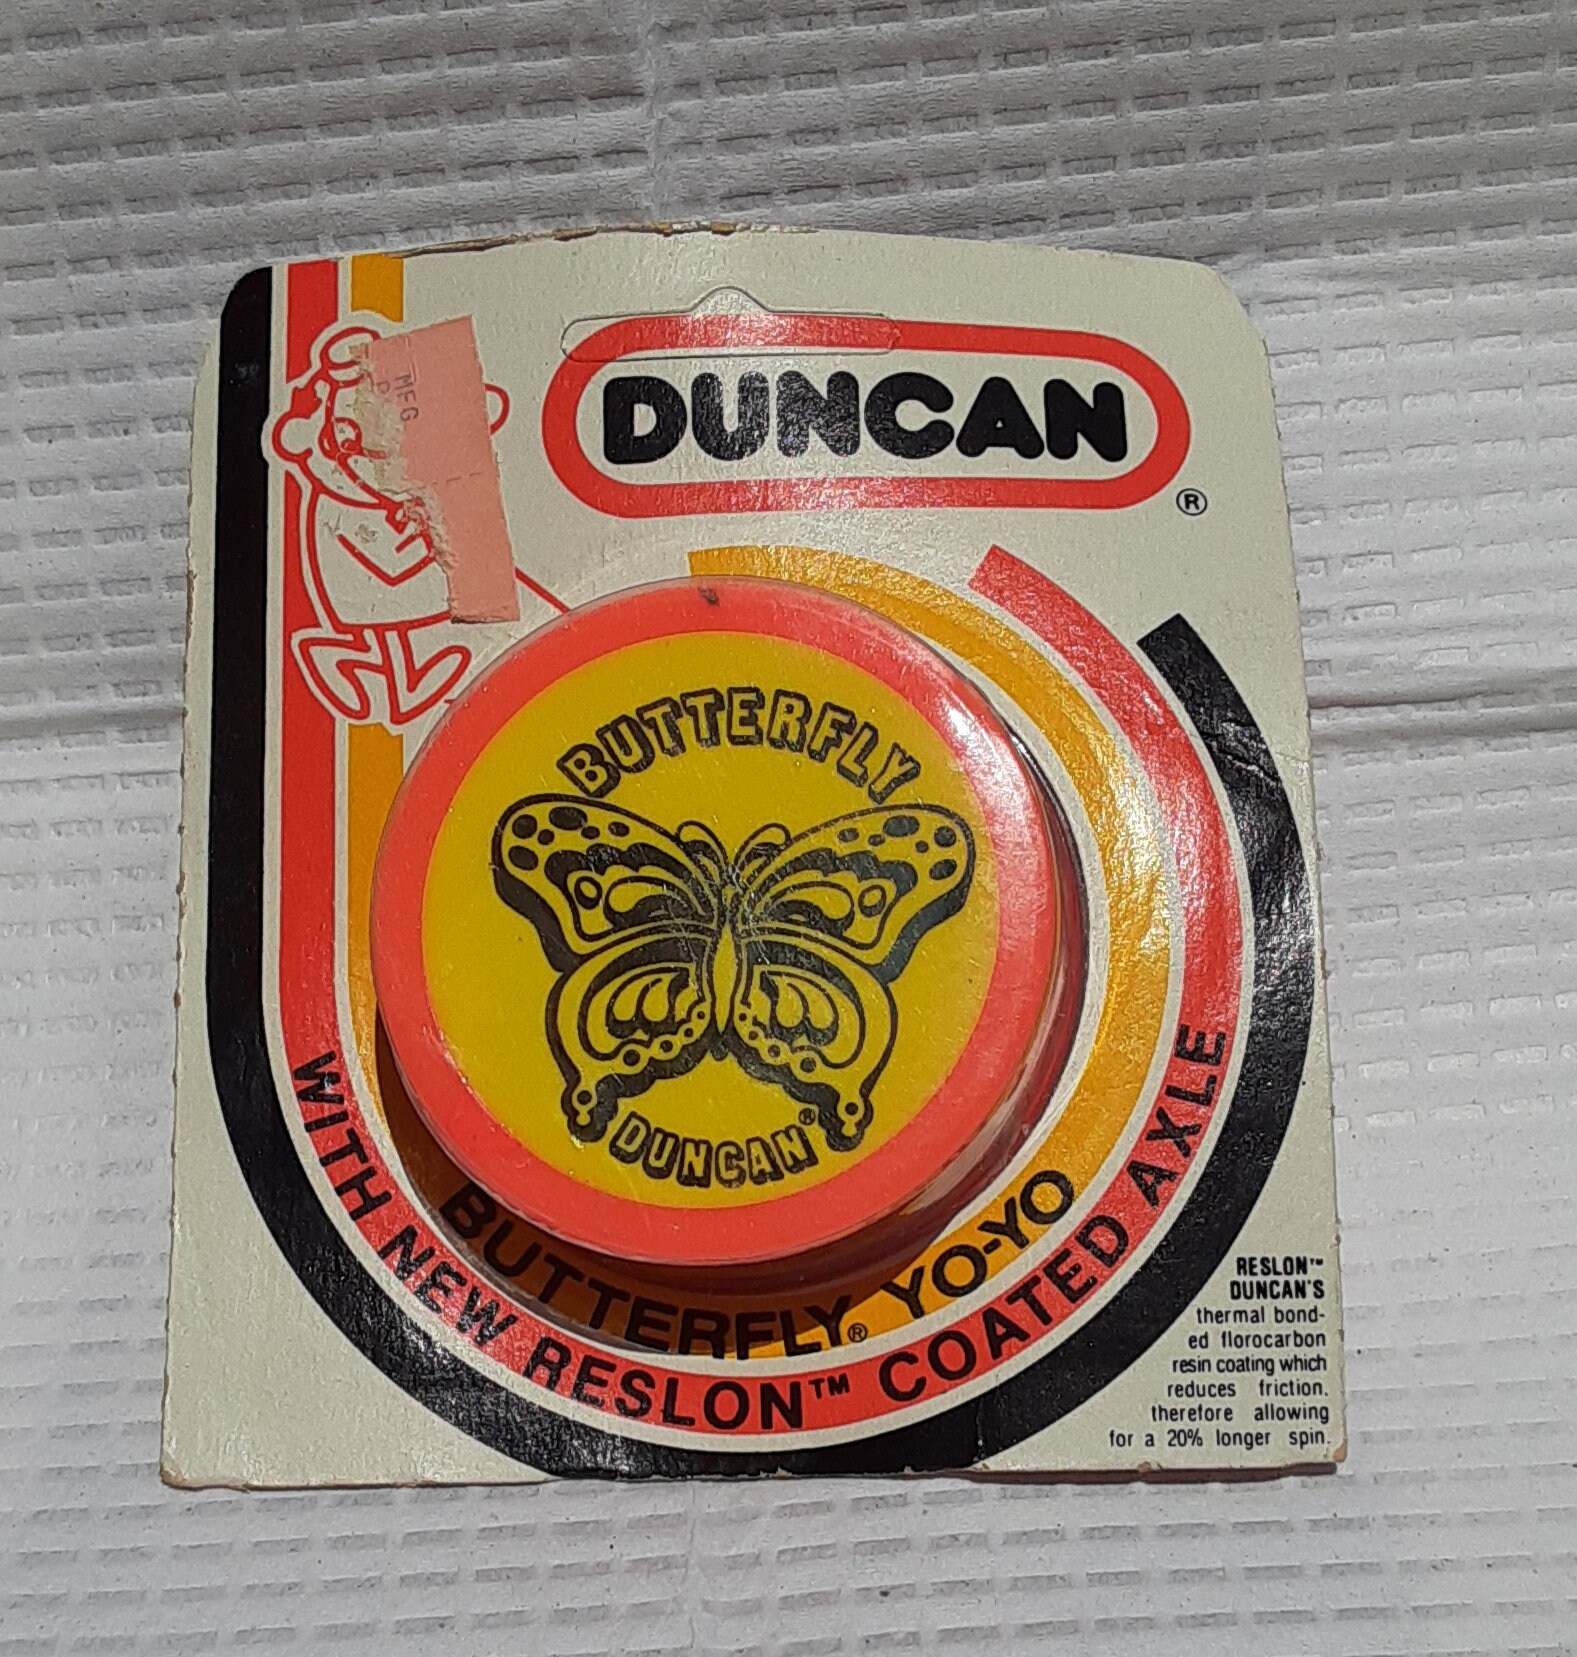 DUNCAN
®
MFG
BUTTERFLY
DUNCAN®
BUTTERFLY® YO-YO
WITH NEW RESLON™ COATED AXLE
RESLON™
DUNCAN'S
thermal bond-
ed florocarbon
resin coating which
reduces friction.
therefore allowing
for a 20% longer spin.